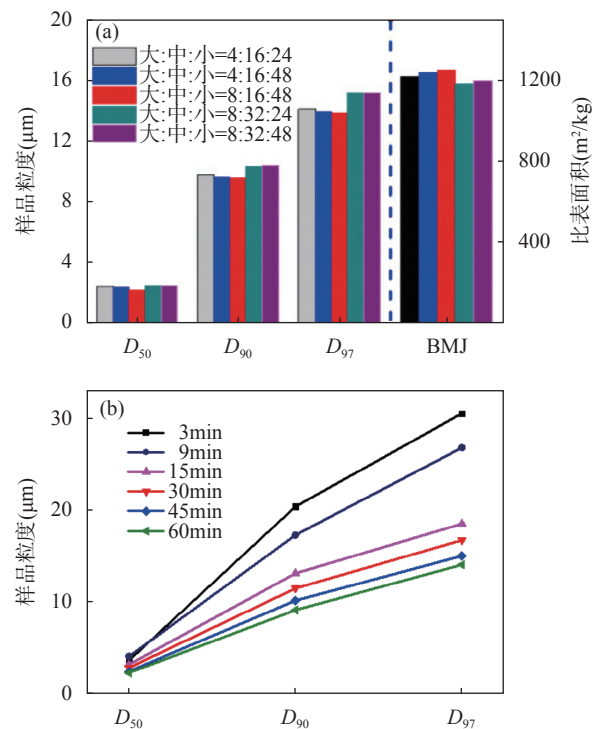 (a)
大:中:小=4:16:24
大:中:小=4:16:48
大:中:小=8:16:48
大:中:小=8:32:24
大:中:小=8:32:48
样品粒度(μm)
20
16
12
8
4
0
比表面积(m²/kg)
1200
800
400
D₅₀ D₉₀ D₉₇ BMJ
(b)
3min
9min
15min
30min
45min
60min
样品粒度(μm)
30
20
10
0
D₅₀ D₉₀ D₉₇